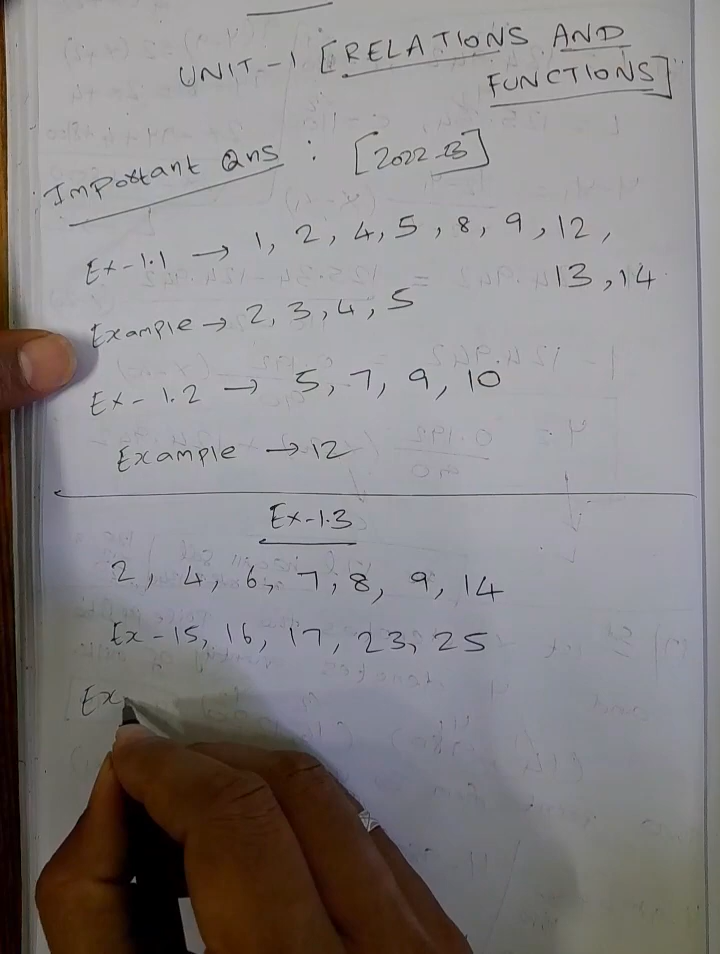 UNIT-1 [RELATIONS AND
FUNCTIONS]
Important Qns : [2022-23]
Ex-1.1 → 1, 2, 4, 5, 8, 9, 12,
13, 14
Example → 2, 3, 4, 5
Ex-1.2 → 5, 7, 9, 10
Example → 12
Ex-1.3
2, 4, 6, 7, 8, 9, 14
Ex-15, 16, 17, 23, 25
Ex